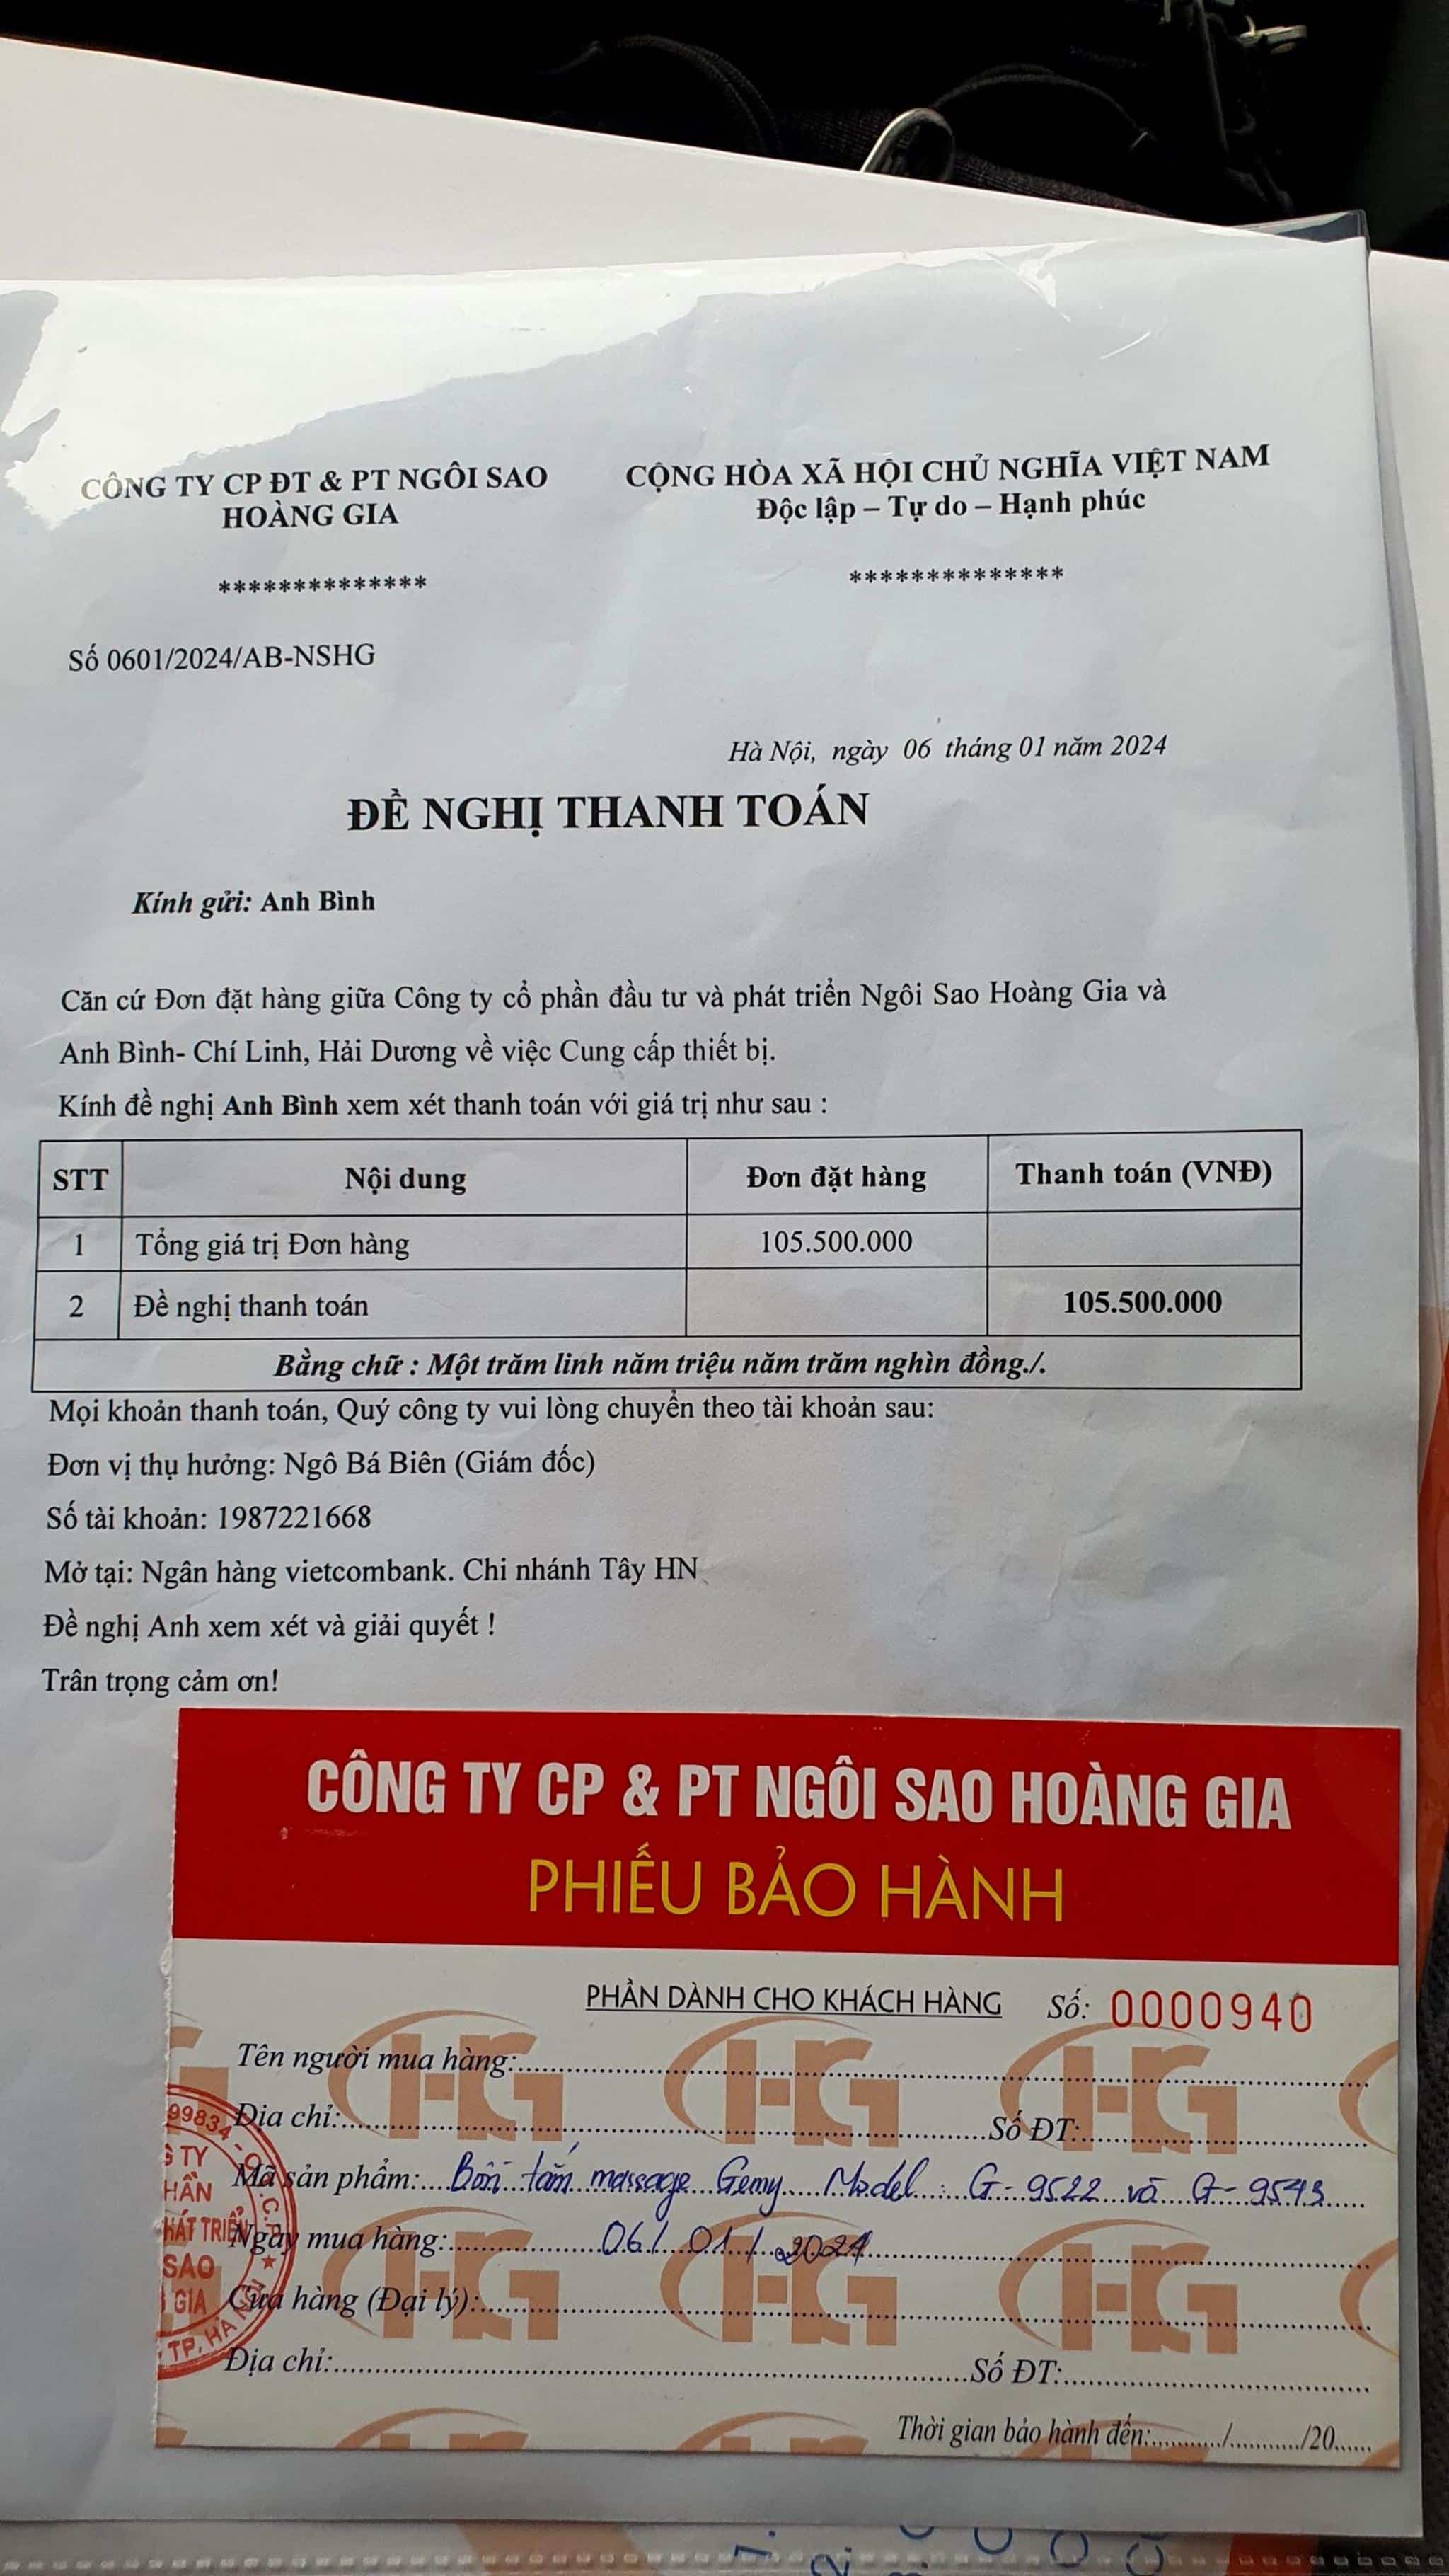 CÔNG TY CP ĐT & PT NGÔI SAO
HOÀNG GIA
**************
CỘNG HÒA XÃ HỘI CHỦ NGHĨA VIỆT NAM
Độc lập – Tự do – Hạnh phúc
**************
Số 0601/2024/AB-NSHG
Hà Nội, ngày 06 tháng 01 năm 2024
ĐỀ NGHỊ THANH TOÁN
Kính gửi: Anh Bình
Căn cứ Đơn đặt hàng giữa Công ty cổ phần đầu tư và phát triển Ngôi Sao Hoàng Gia và
Anh Bình- Chí Linh, Hải Dương về việc Cung cấp thiết bị.
Kính đề nghị Anh Bình xem xét thanh toán với giá trị như sau :
STT Nội dung Đơn đặt hàng Thanh toán (VNĐ)
1 Tổng giá trị Đơn hàng 105.500.000
2 Đề nghị thanh toán 105.500.000
Bằng chữ : Một trăm linh năm triệu năm trăm nghìn đồng./.
Mọi khoản thanh toán, Quý công ty vui lòng chuyển theo tài khoản sau:
Đơn vị thụ hưởng: Ngô Bá Biên (Giám đốc)
Số tài khoản: 1987221668
Mở tại: Ngân hàng vietcombank. Chi nhánh Tây HN
Đề nghị Anh xem xét và giải quyết !
Trân trọng cảm ơn!
CÔNG TY CP & PT NGÔI SAO HOÀNG GIA
PHIẾU BẢO HÀNH
PHẦN DÀNH CHO KHÁCH HÀNG Số: 0000940
Tên người mua hàng:
Địa chỉ: Số ĐT:
Mã sản phẩm: Bồn tắm massage Gemy Model: G-9522 và G-9543
Ngày mua hàng: 06/01/2024
Cửa hàng (Đại lý):
Địa chỉ: Số ĐT:
Thời gian bảo hành đến:........../.........../20......
99834 - C.T.C.P
G TY
HẦN
HÁT TRIỂN
SAO
GIA
TP. HÀ NỘI